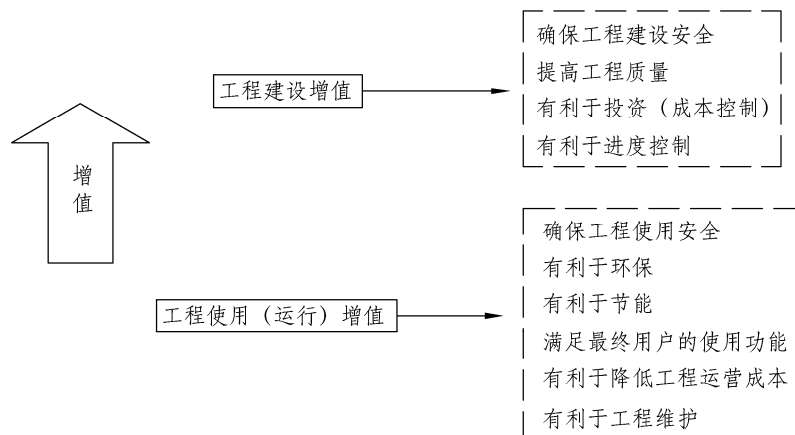 增值
工程建设增值
确保工程建设安全
提高工程质量
有利于投资（成本控制）
有利于进度控制
工程使用（运行）增值
确保工程使用安全
有利于环保
有利于节能
满足最终用户的使用功能
有利于降低工程运营成本
有利于工程维护